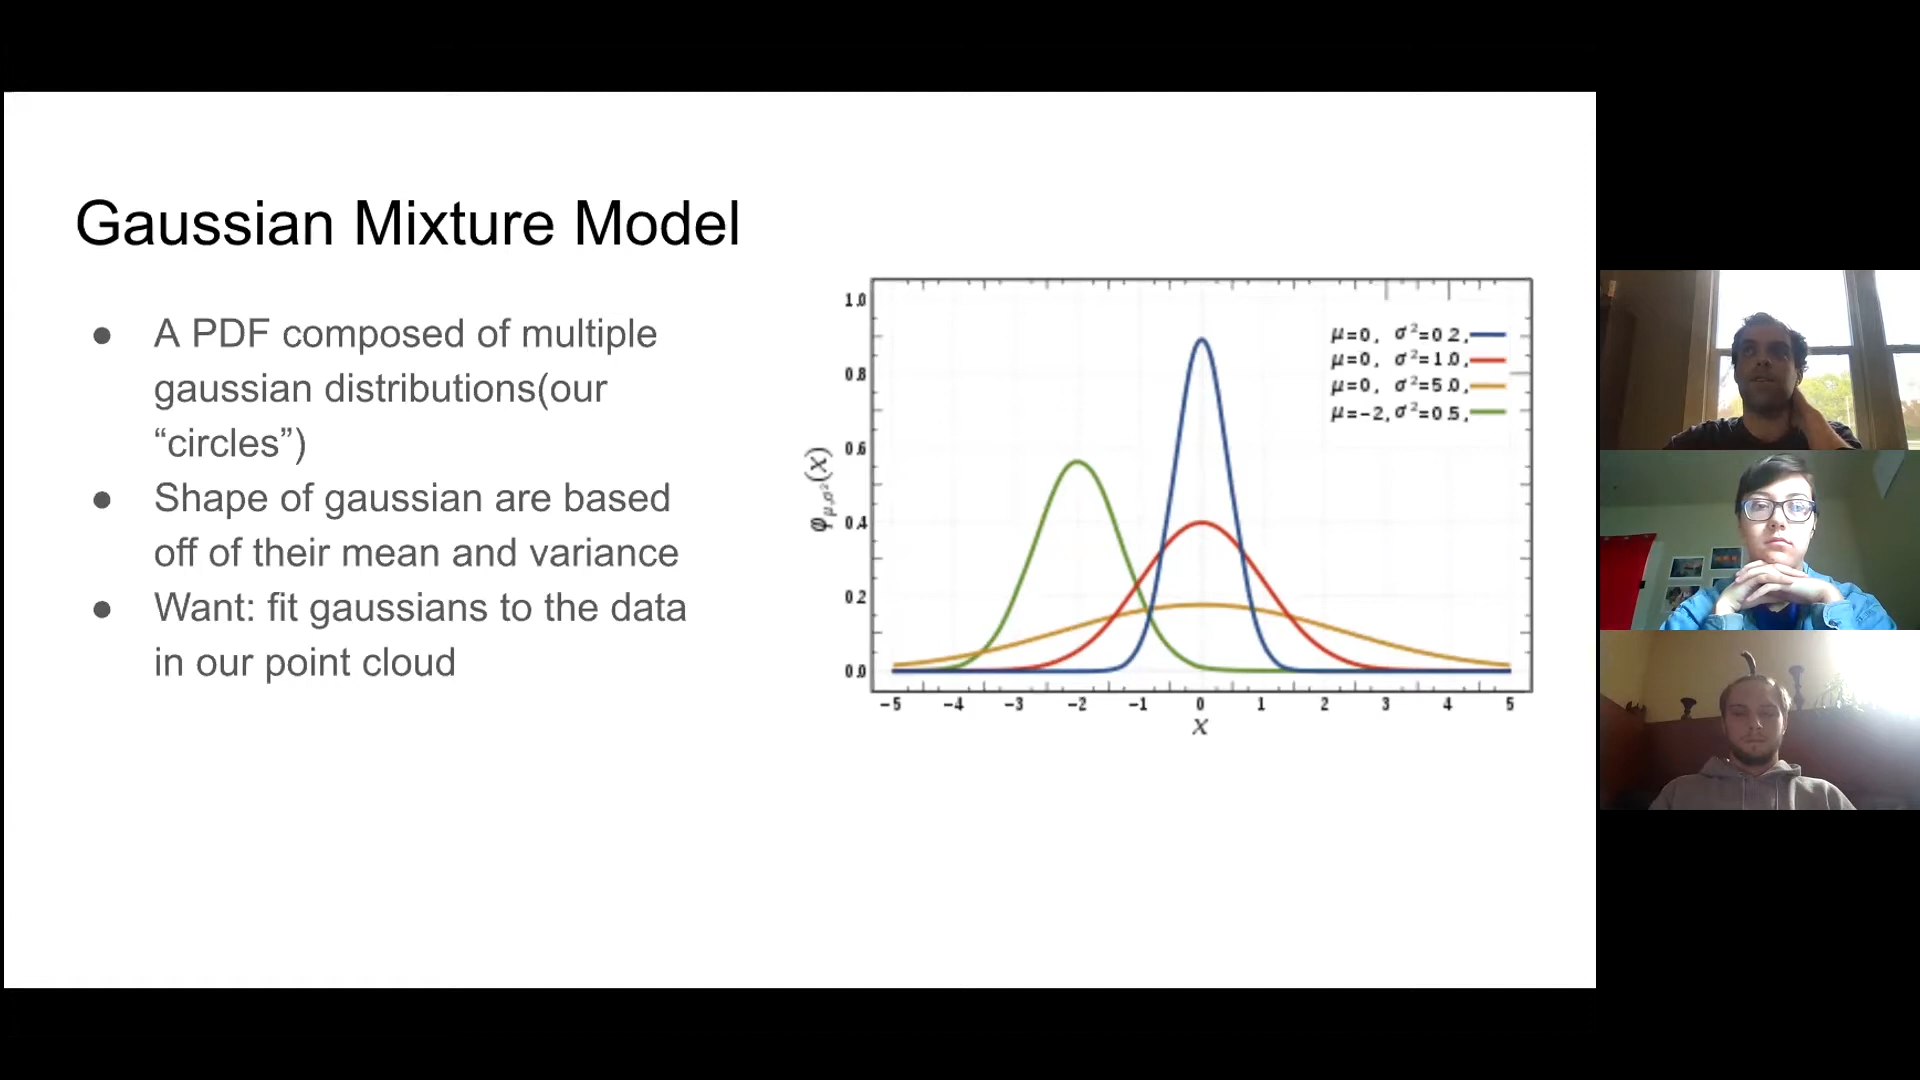 Gaussian Mixture Model
● A PDF composed of multiple
gaussian distributions(our
“circles”)
● Shape of gaussian are based
off of their mean and variance
● Want: fit gaussians to the data
in our point cloud
1.0
0.8
0.6
0.4
0.2
0.0
φμ,σ²(x)
μ=0, σ²=0.2,
μ=0, σ²=1.0,
μ=0, σ²=5.0,
μ=-2, σ²=0.5,
-5 -4 -3 -2 -1 0 1 2 3 4 5
x